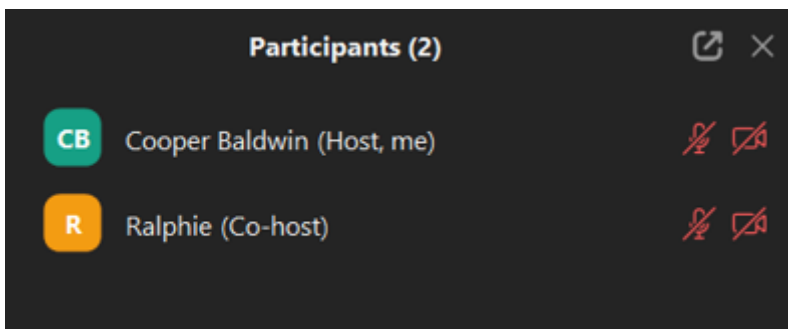 Participants (2)
CB Cooper Baldwin (Host, me)
R Ralphie (Co-host)